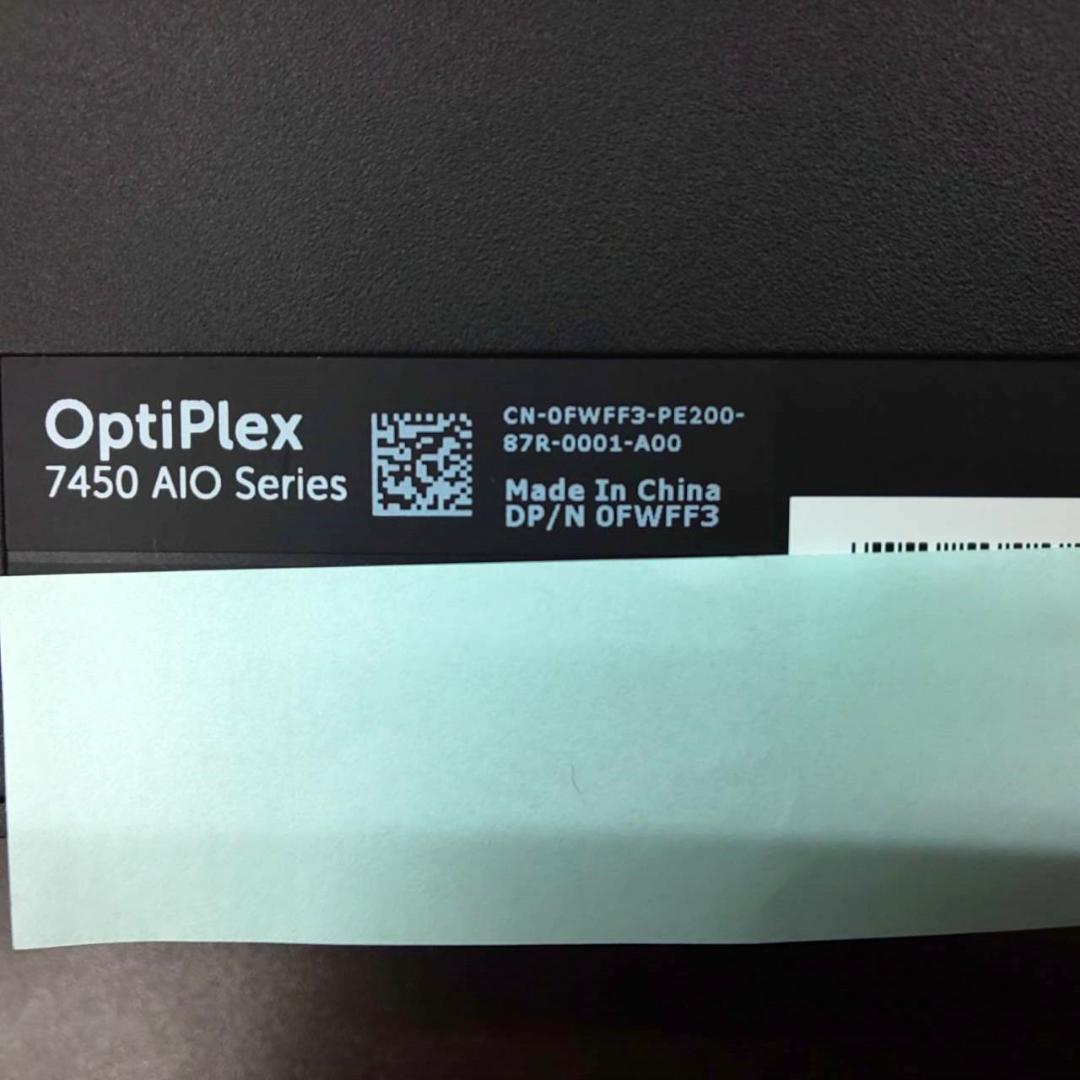 OptiPlex
7450 AIO Series
CN-0FWFF3-PE200-
87R-0001-A00
Made In China
DP/N 0FWFF3